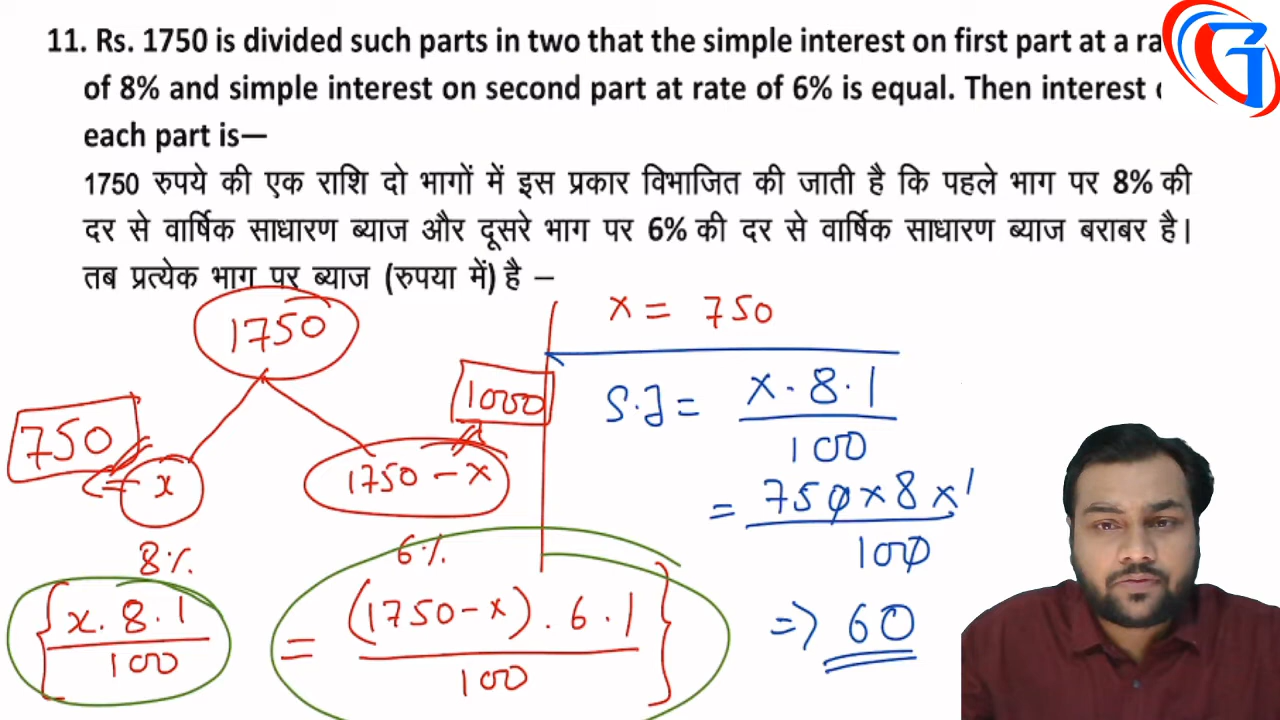 11. Rs. 1750 is divided such parts in two that the simple interest on first part at a ra
of 8% and simple interest on second part at rate of 6% is equal. Then interest
each part is—
1750 रुपये की एक राशि दो भागों में इस प्रकार विभाजित की जाती है कि पहले भाग पर 8% की
दर से वार्षिक साधारण ब्याज और दूसरे भाग पर 6% की दर से वार्षिक साधारण ब्याज बराबर है।
तब प्रत्येक भाग पर ब्याज (रुपया में) है –
1750
750
x
8%
1000
1750 - x
6%
{ x. 8. 1
100
= (1750 - x) . 6. 1 }
100
x = 750
S.I = x. 8. 1
100
= 750 x 8 x 1
100
=> 60
G